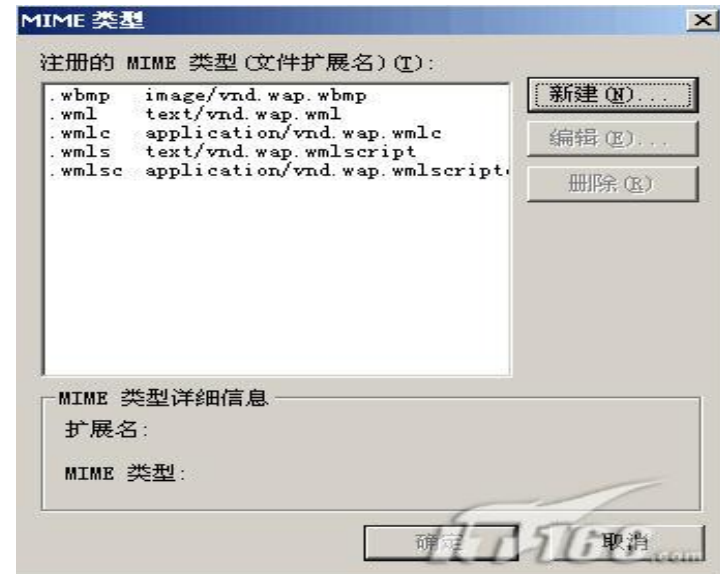 MIME 类型
注册的 MIME 类型(文件扩展名)(T):
.wbmp image/vnd.wap.wbmp
.wml text/vnd.wap.wml
.wmlc application/vnd.wap.wmlc
.wmls text/vnd.wap.wmlscript
.wmlsc application/vnd.wap.wmlscript
新建(N)...
编辑(E)...
删除(R)
MIME 类型详细信息
扩展名:
MIME 类型:
确定
取消
IT168.com